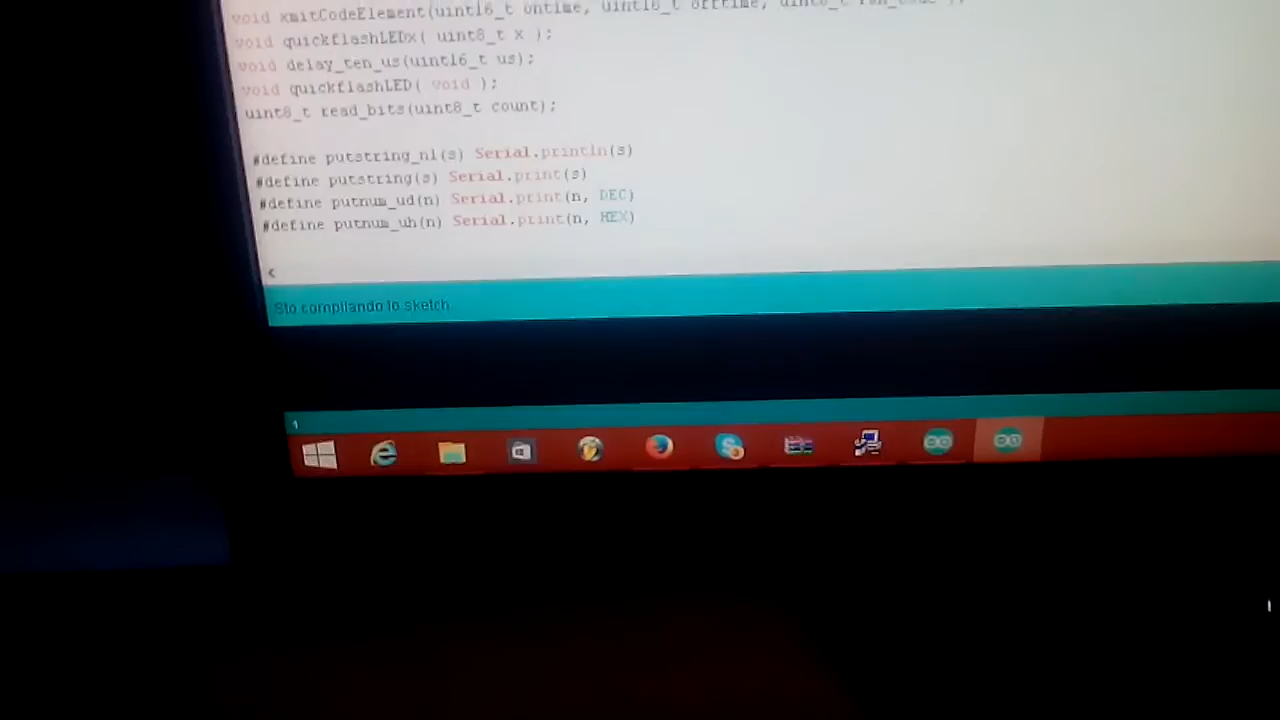 void xmitCodeElement(uint16_t ontime, uint16_t offtime, uint8_t
void quickflashLEDx( uint8_t x );
void delay_ten_us(uint16_t us);
void quickflashLED( void );
uint8_t read_bits(uint8_t count);
#define putstring_nl(s) Serial.println(s)
#define putstring(s) Serial.print(s)
#define putnum_ud(n) Serial.print(n, DEC)
#define putnum_uh(n) Serial.print(n, HEX)
<
Sto compilando lo sketch
1